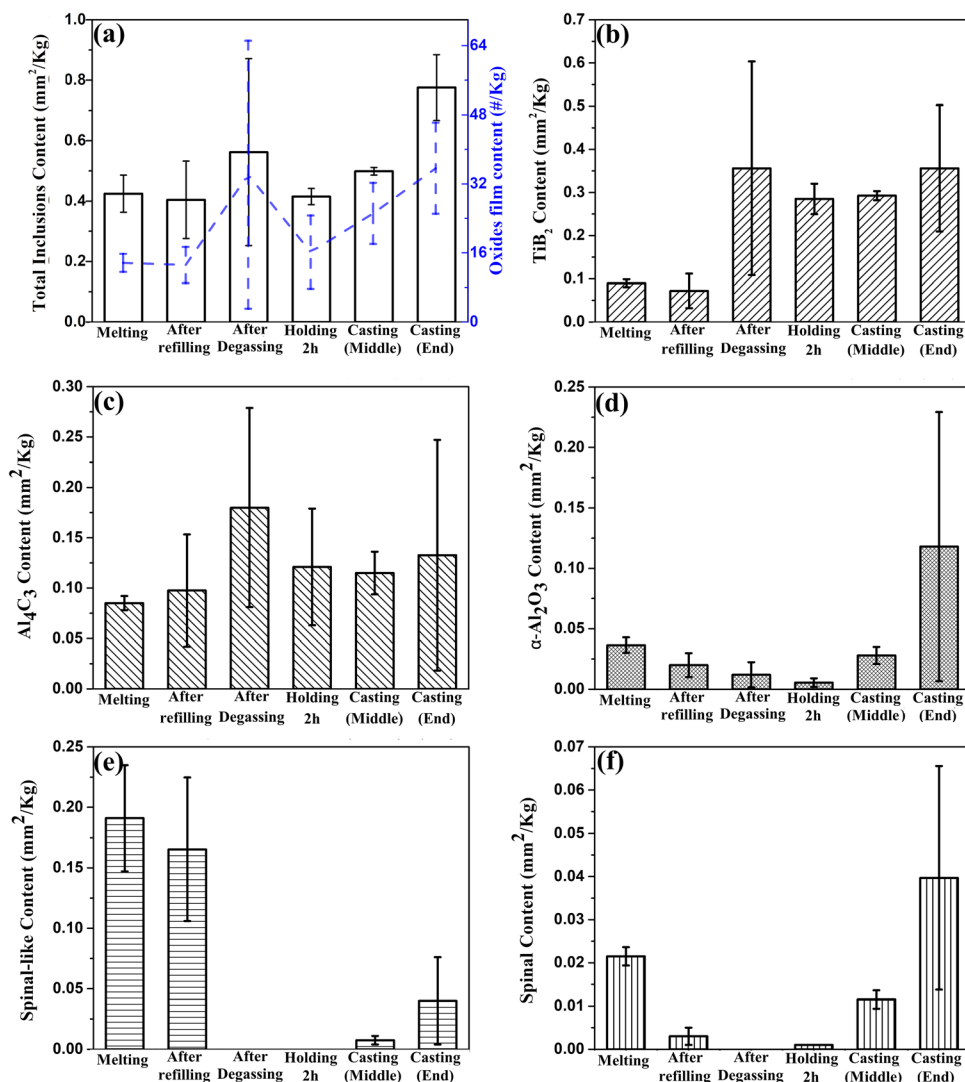 (a)
Total Inclusions Content (mm²/Kg)
1.0
0.8
0.6
0.4
0.2
0.0
Oxides film content (#/Kg)
64
48
32
16
0
Melting
After refilling
After Degassing
Holding 2h
Casting (Middle)
Casting (End)
(b)
TiB₂ Content (mm²/Kg)
0.7
0.6
0.5
0.4
0.3
0.2
0.1
0.0
Melting
After refilling
After Degassing
Holding 2h
Casting (Middle)
Casting (End)
(c)
Al₄C₃ Content (mm²/Kg)
0.30
0.25
0.20
0.15
0.10
0.05
0.00
Melting
After refilling
After Degassing
Holding 2h
Casting (Middle)
Casting (End)
(d)
α-Al₂O₃ Content (mm²/Kg)
0.25
0.20
0.15
0.10
0.05
0.00
Melting
After refilling
After Degassing
Holding 2h
Casting (Middle)
Casting (End)
(e)
Spinal-like Content (mm²/Kg)
0.25
0.20
0.15
0.10
0.05
0.00
Melting
After refilling
After Degassing
Holding 2h
Casting (Middle)
Casting (End)
(f)
Spinal Content (mm²/Kg)
0.07
0.06
0.05
0.04
0.03
0.02
0.01
0.00
Melting
After refilling
After Degassing
Holding 2h
Casting (Middle)
Casting (End)